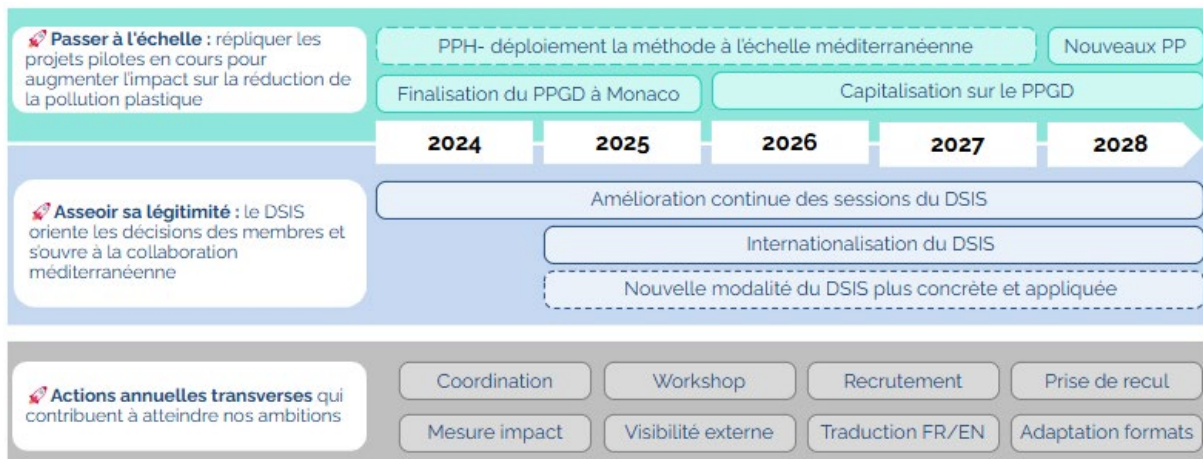 🚀 Passer à l'échelle : répliquer les
projets pilotes en cours pour
augmenter l'impact sur la réduction de
la pollution plastique
PPH- déploiement la méthode à l'échelle méditerranéenne
Nouveaux PP
Finalisation du PPGD à Monaco
Capitalisation sur le PPGD
2024
2025
2026
2027
2028
🚀 Asseoir sa légitimité : le DSIS
oriente les décisions des membres et
s'ouvre à la collaboration
méditerranéenne
Amélioration continue des sessions du DSIS
Internationalisation du DSIS
Nouvelle modalité du DSIS plus concrète et appliquée
🚀 Actions annuelles transverses qui
contribuent à atteindre nos ambitions
Coordination
Workshop
Recrutement
Prise de recul
Mesure impact
Visibilité externe
Traduction FR/EN
Adaptation formats